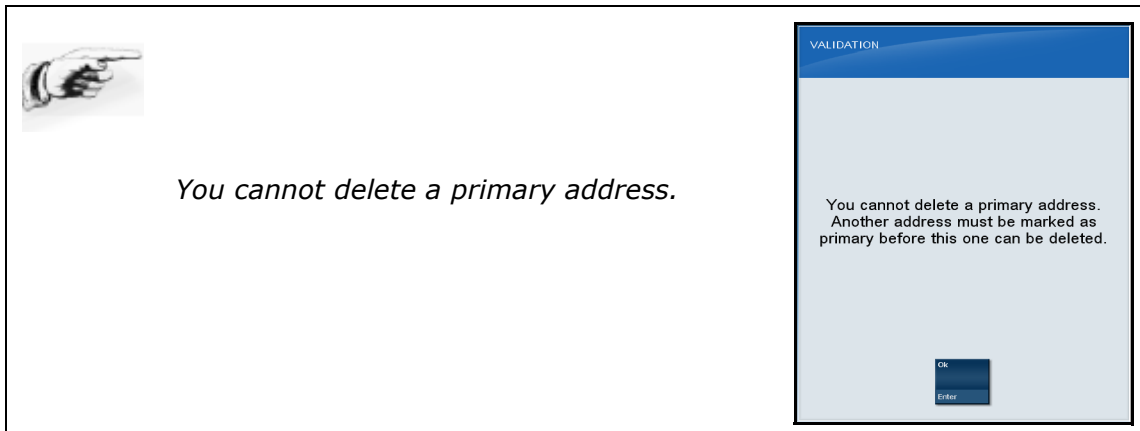 You cannot delete a primary address.
VALIDATION
You cannot delete a primary address.
Another address must be marked as
primary before this one can be deleted.
Ok
Enter